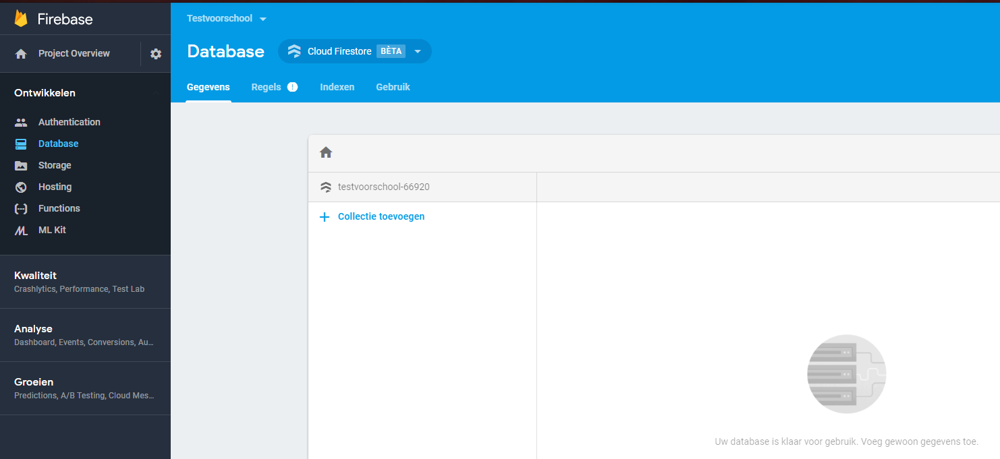 Firebase
Project Overview
Ontwikkelen
Authentication
Database
Storage
Hosting
Functions
ML Kit
Kwaliteit
Crashlytics, Performance, Test Lab
Analyse
Dashboard, Events, Conversions, Au...
Groeien
Predictions, A/B Testing, Cloud Mes...
Testvoorschool
Database
Cloud Firestore BÈTA
Gegevens Regels ! Indexen Gebruik
testvoorschool-66920
+ Collectie toevoegen
Uw database is klaar voor gebruik. Voeg gewoon gegevens toe.